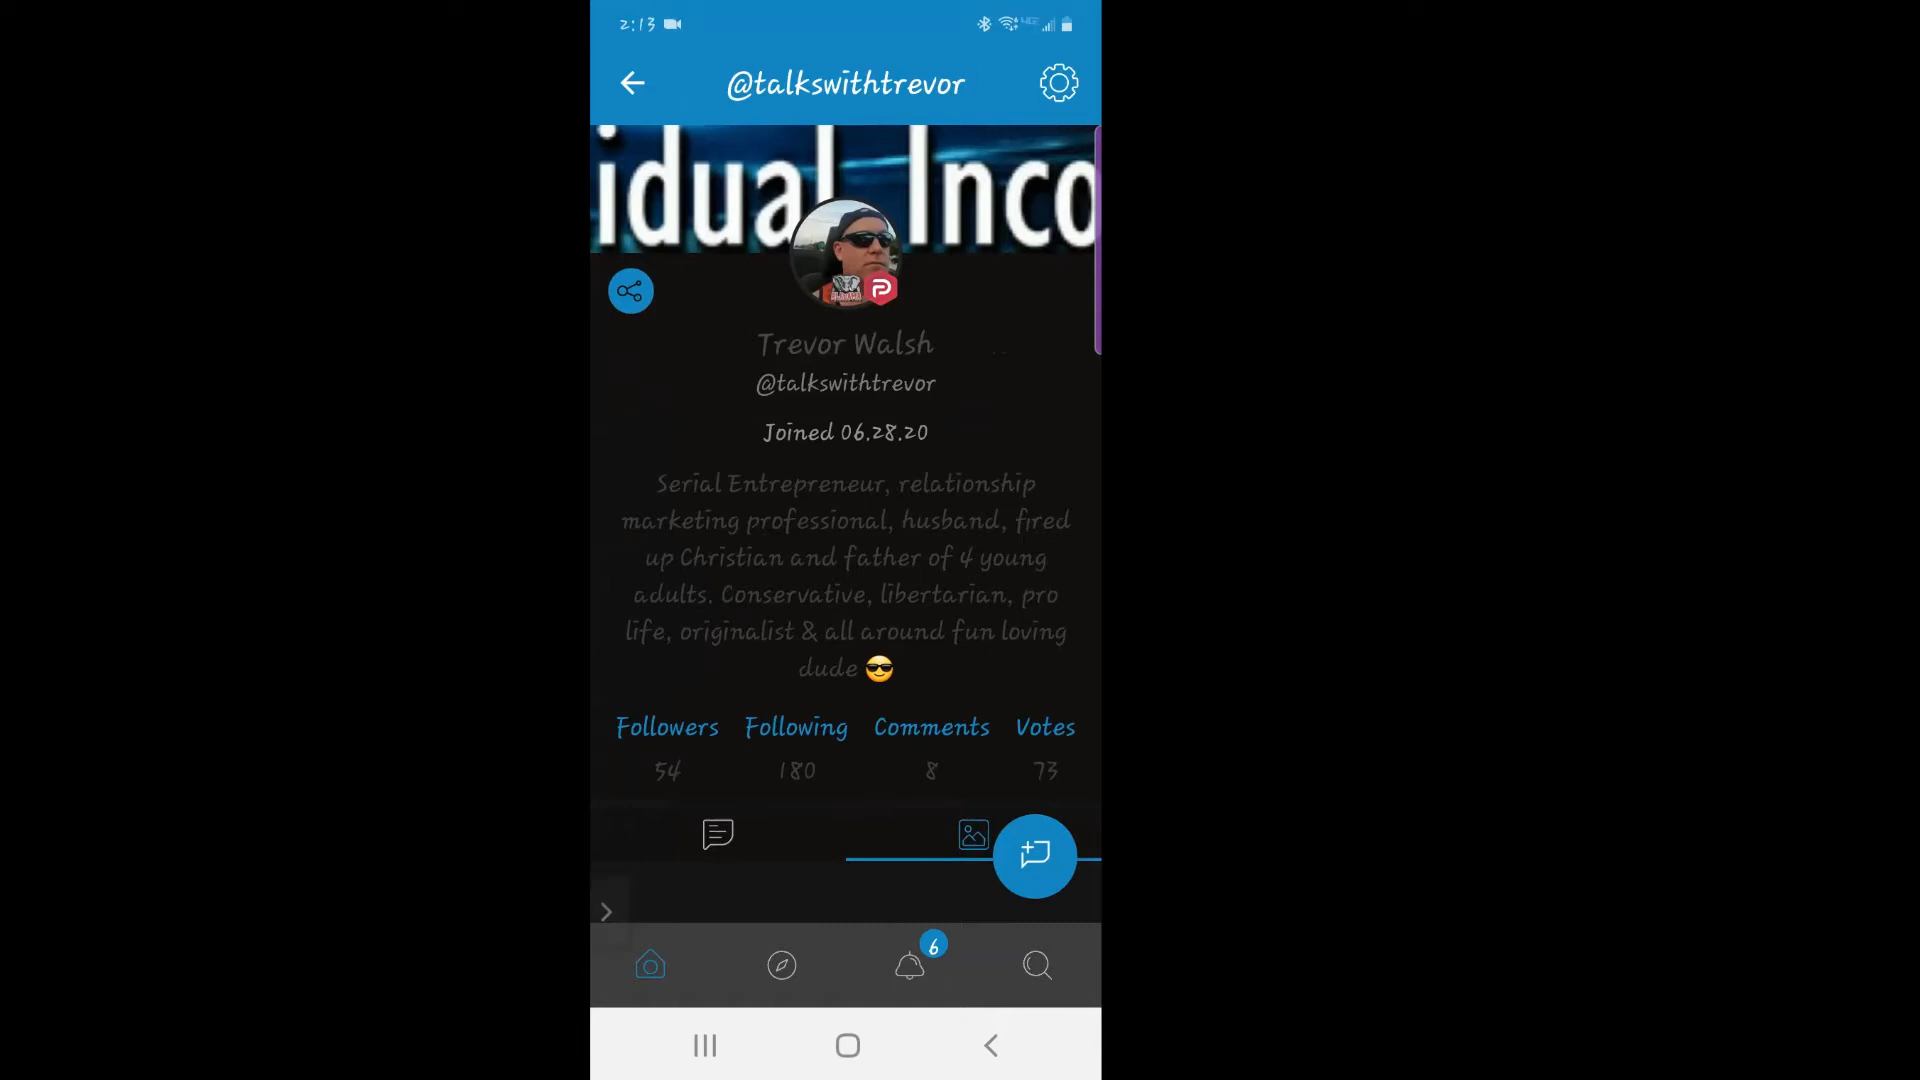 2:13
@talkswithtrevor
idual Inco
ALABAMA
Trevor Walsh
@talkswithtrevor
Joined 06.28.20
Serial Entrepreneur, relationship
marketing professional, husband, fired
up Christian and father of 4 young
adults. Conservative, libertarian, pro
life, originalist & all around fun loving
dude 😎
Followers Following Comments Votes
54 180 8 73
6